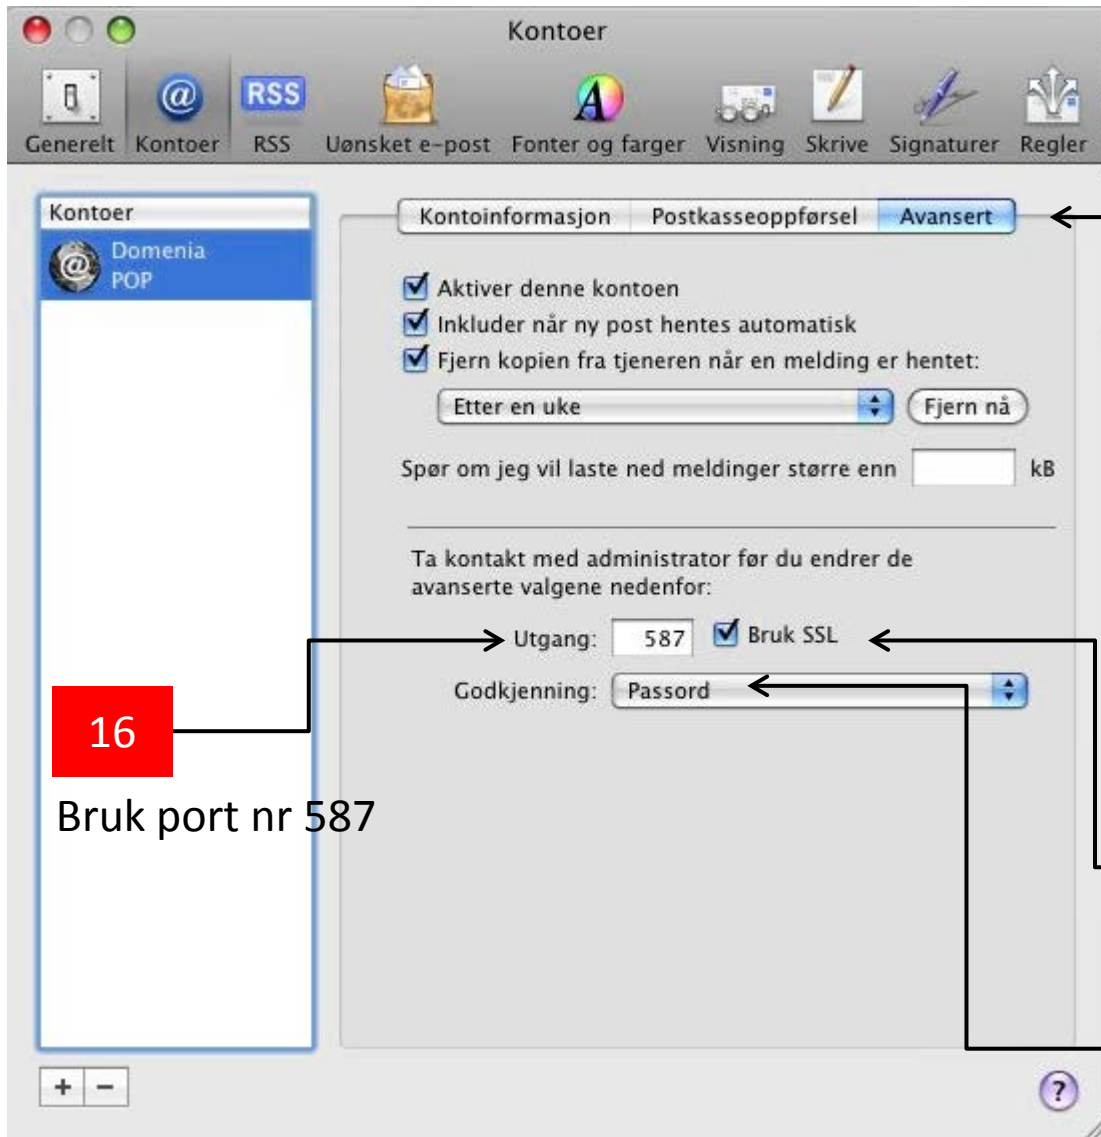 Kontoer
RSS
Generelt Kontoer RSS Uønsket e-post Fonter og farger Visning Skrive Signaturer Regler
Kontoer
Domenia
POP
Kontoinformasjon Postkasseoppførsel Avansert
Aktiver denne kontoen
Inkluder når ny post hentes automatisk
Fjern kopien fra tjeneren når en melding er hentet:
Etter en uke Fjern nå
Spør om jeg vil laste ned meldinger større enn kB
Ta kontakt med administrator før du endrer de
avanserte valgene nedenfor:
Utgang: 587 Bruk SSL
Godkjenning: Passord
16
Bruk port nr 587